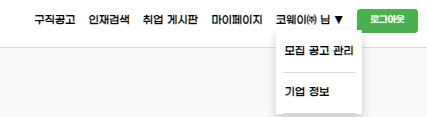 구직공고 인재검색 취업 게시판 마이페이지 코웨이㈜ 님 ▼ 로그아웃
모집 공고 관리
기업 정보